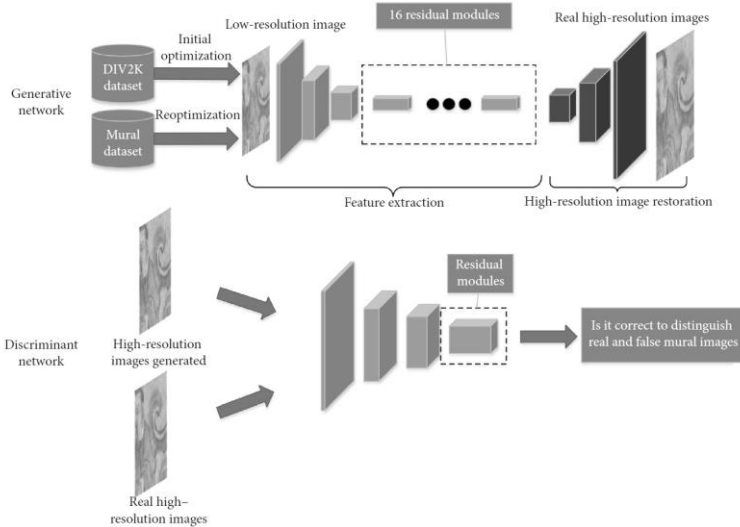 Low-resolution image
16 residual modules
Real high-resolution images
Initial
optimization
DIV2K
dataset
Generative
network
Reoptimization
Mural
dataset
Feature extraction
High-resolution image restoration
Residual
modules
Discriminant
network
High-resolution
images generated
Is it correct to distinguish
real and false mural images
Real high–
resolution images